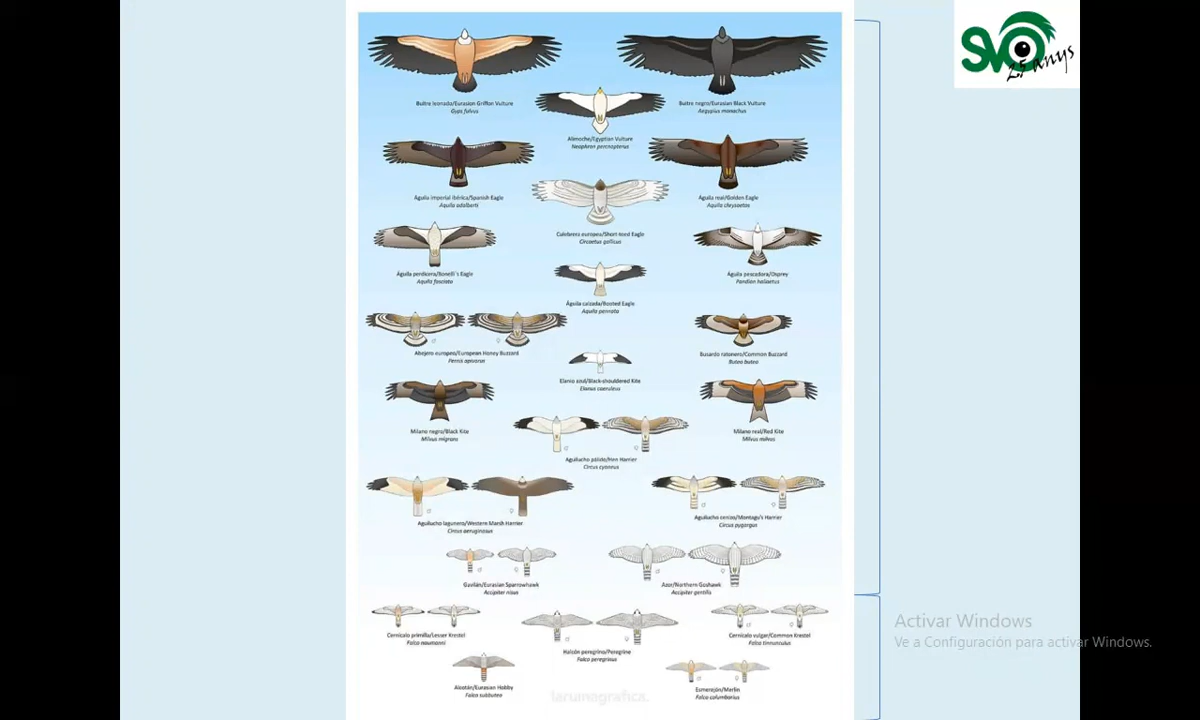 SVO
25 anys
Buitre leonado/Eurasian Griffon Vulture
Gyps fulvus
Buitre negro/Eurasian Black Vulture
Aegypius monachus
Alimoche/Egyptian Vulture
Neophron percnopterus
Águila imperial ibérica/Spanish Eagle
Aquila adalberti
Águila real/Golden Eagle
Aquila chrysaetos
Culebrera europea/Short-toed Eagle
Circaetus gallicus
Águila perdicera/Bonelli´s Eagle
Aquila fasciata
Águila pescadora/Osprey
Pandion haliaetus
Águila calzada/Booted Eagle
Aquila pennata
Abejero europeo/European Honey Buzzard
Pernis apivorus
Busardo ratonero/Common Buzzard
Buteo buteo
Elanio azul/Black-shouldered Kite
Elanus caeruleus
Milano negro/Black Kite
Milvus migrans
Milano real/Red Kite
Milvus milvus
Aguilucho pálido/Hen Harrier
Circus cyaneus
Aguilucho lagunero/Western Marsh Harrier
Circus aeruginosus
Aguilucho cenizo/Montagu's Harrier
Circus pygargus
Gavilán/Eurasian Sparrowhawk
Accipiter nisus
Azor/Northern Goshawk
Accipiter gentilis
Cernícalo primilla/Lesser Krestel
Falco naumanni
Halcón peregrino/Peregrine
Falco peregrinus
Cernícalo vulgar/Common Krestel
Falco tinnunculus
Alcotán/Eurasian Hobby
Falco subbuteo
Esmerejón/Merlin
Falco columbarius
Activar Windows
Ve a Configuración para activar Windows.